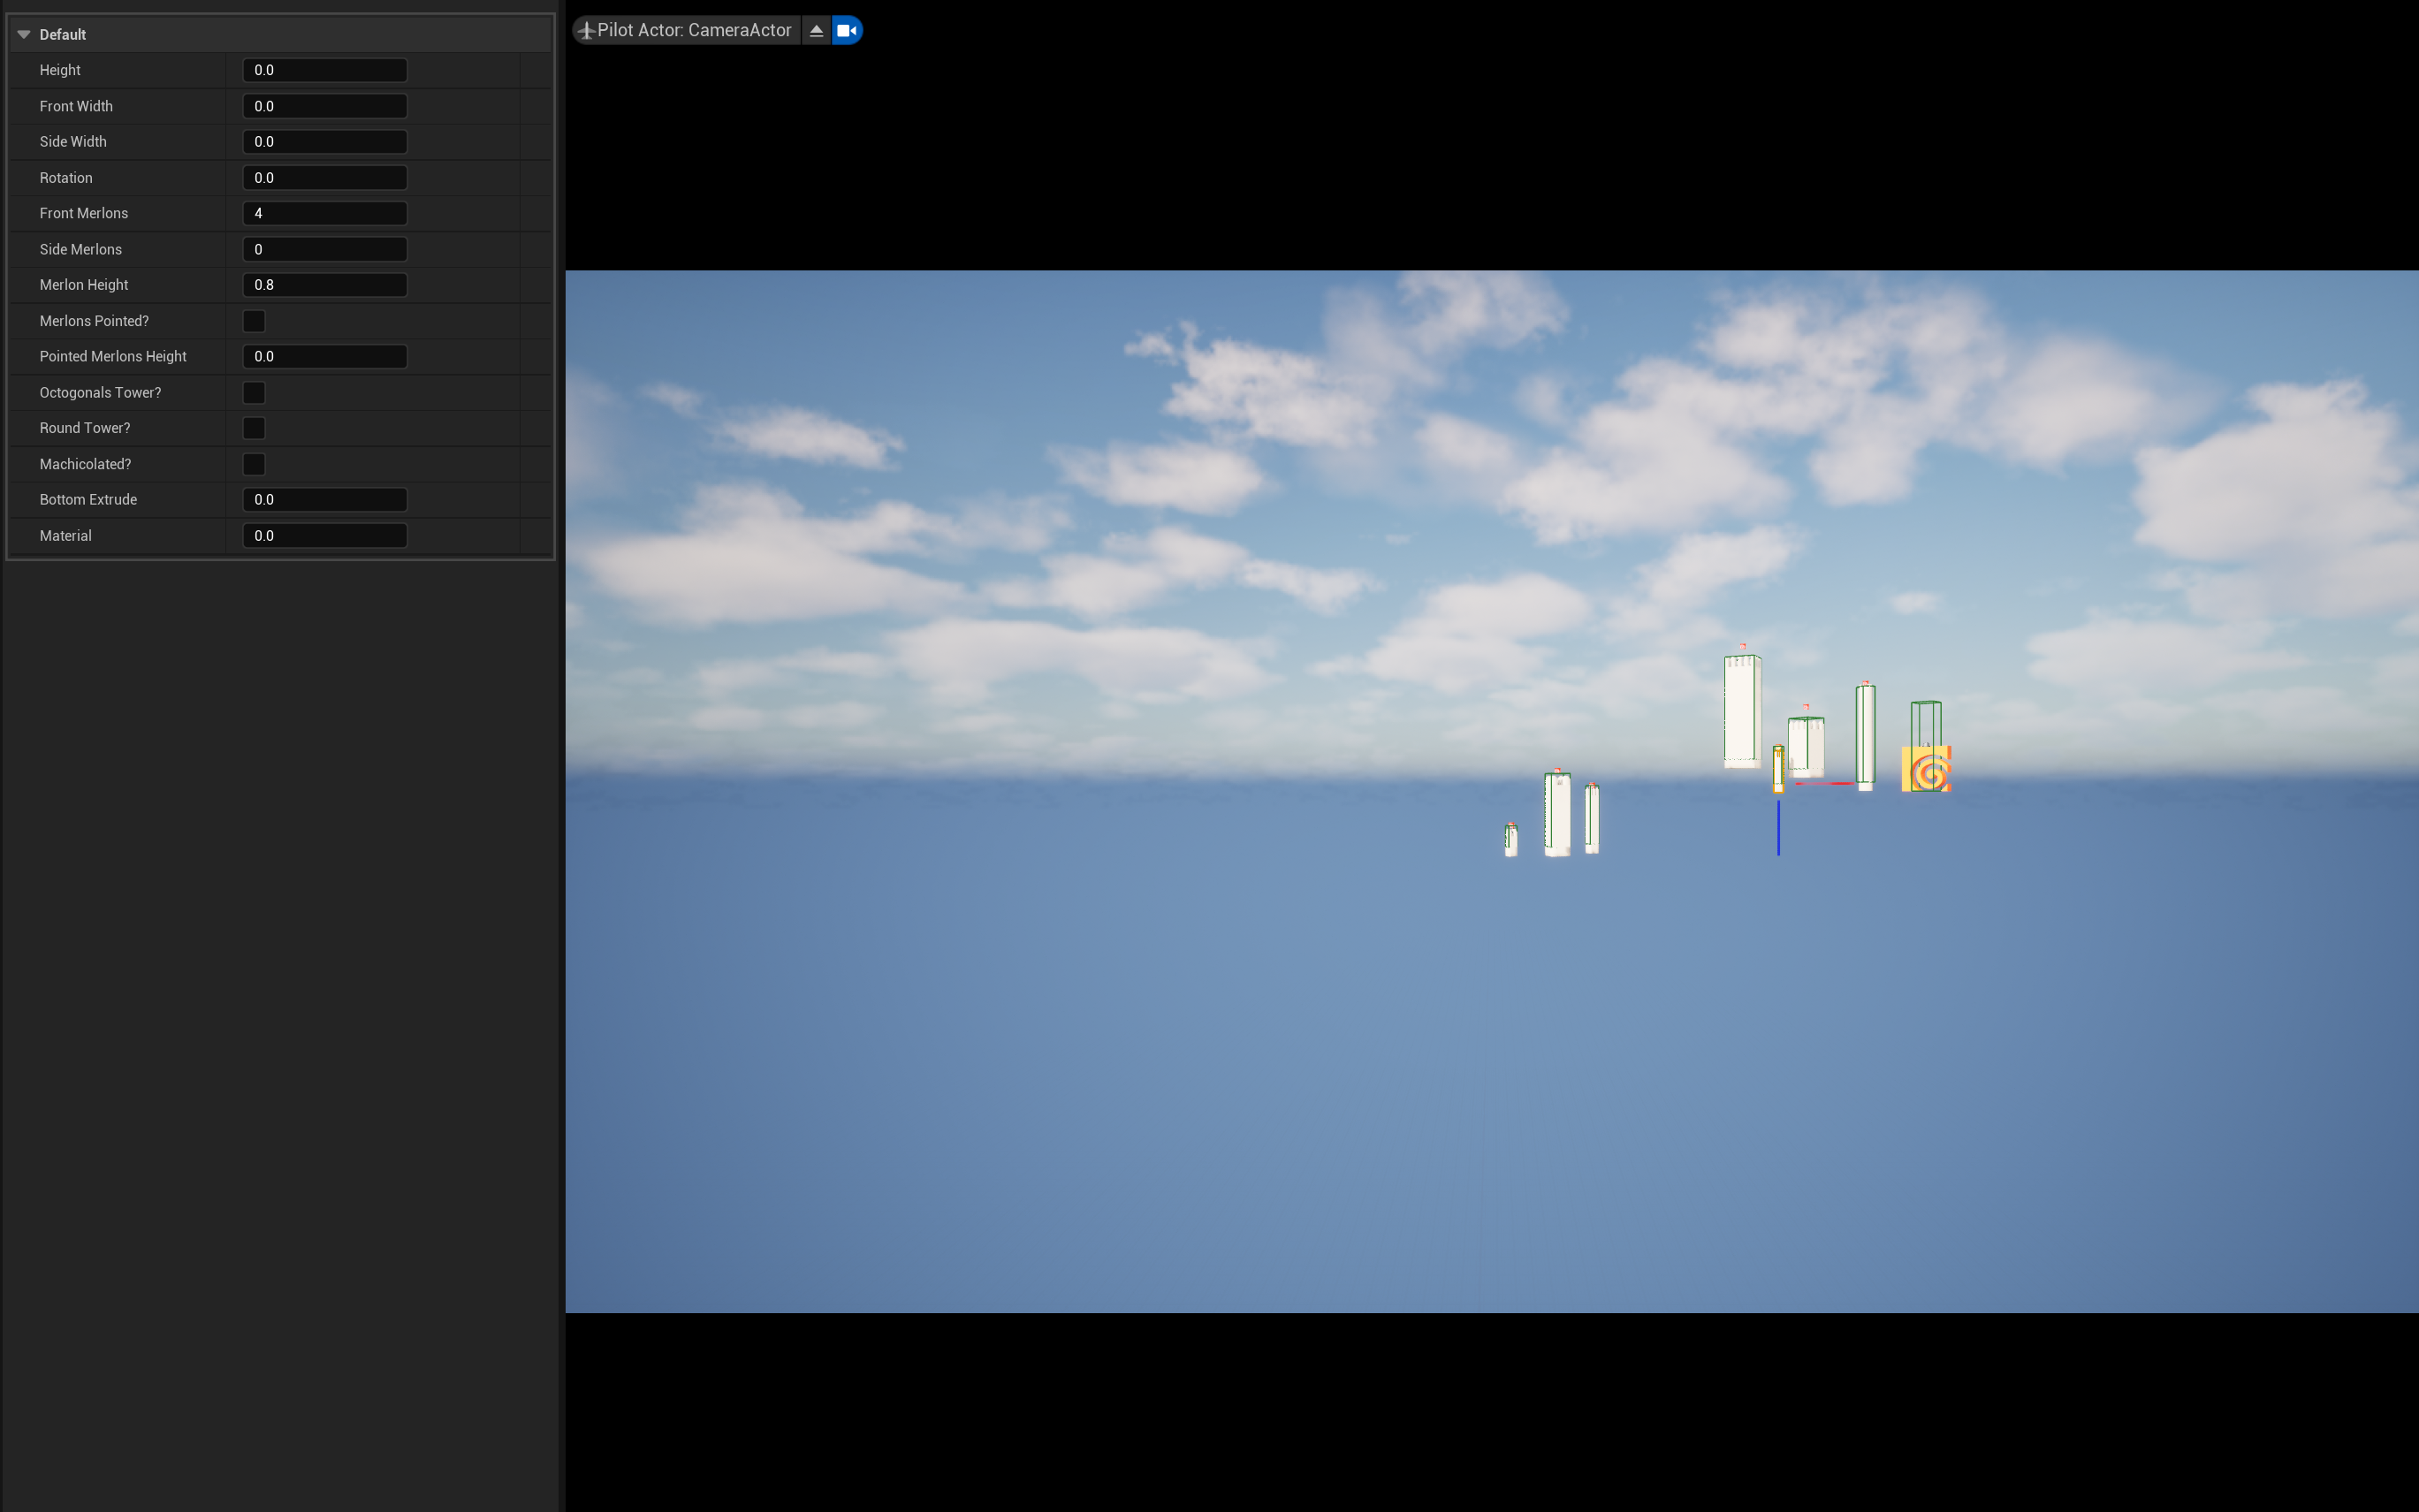 Default
Pilot Actor: CameraActor
Height 0.0
Front Width 0.0
Side Width 0.0
Rotation 0.0
Front Merlons 4
Side Merlons 0
Merlon Height 0.8
Merlons Pointed?
Pointed Merlons Height 0.0
Octogonals Tower?
Round Tower?
Machicolated?
Bottom Extrude 0.0
Material 0.0